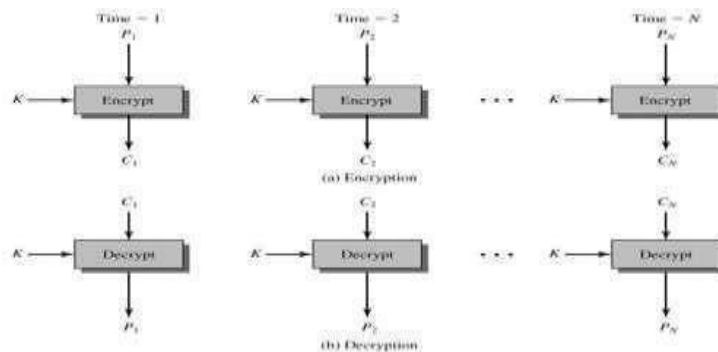 Time = 1 Time = 2 Time = N
P1 P2 PN
K Encrypt K Encrypt . . . K Encrypt
C1 C2 CN
(a) Encryption
C1 C2 CN
K Decrypt K Decrypt . . . K Decrypt
P1 P2 PN
(b) Decryption